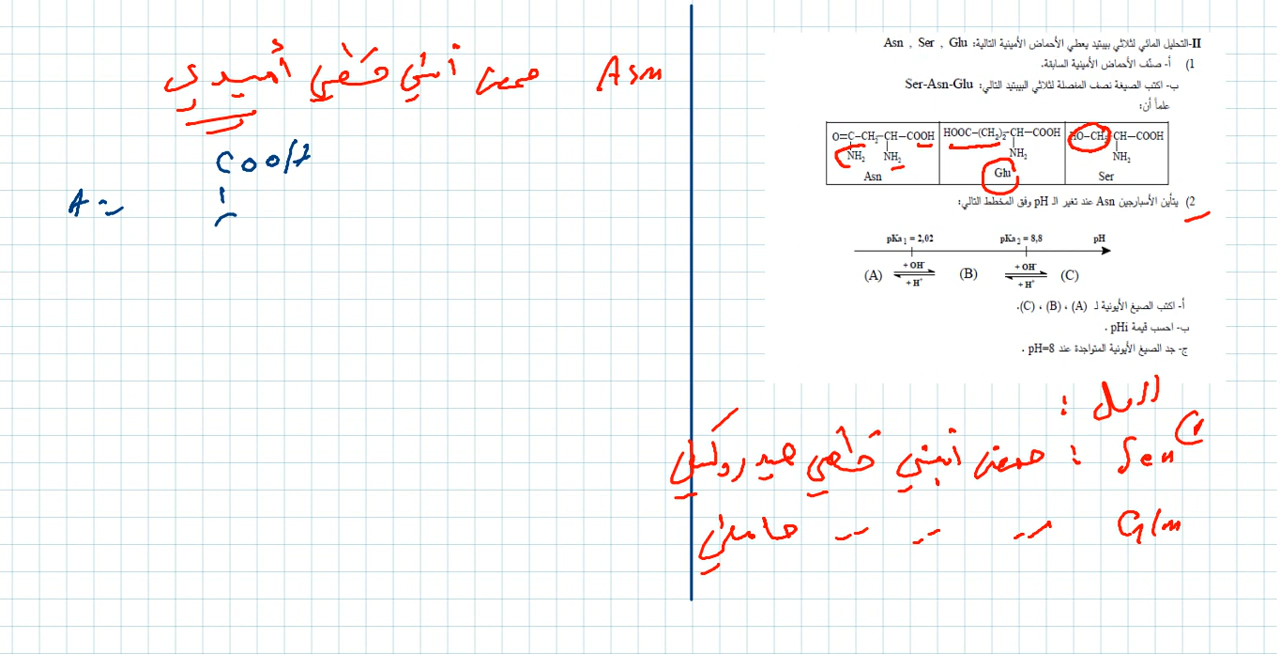 II-التحليل المائي لثلاثي ببتيد يعطي الأحماض الأمينية التالية: Asn , Ser , Glu
1) أ- صنّف الأحماض الأمينية السابقة.
ب- اكتب الصيغة نصف المفصلة لثلاثي الببتيد التالي: Ser-Asn-Glu
علماً أن:
O=C–CH2–CH–COOH HOOC–(CH2)2–CH–COOH HO–CH2 CH–COOH
NH2 NH2 NH2 NH2
Asn Glu Ser
2) يتأين الأسبارجين Asn عند تغير الـ pH وفق المخطط التالي:
pKa1 = 2,02 pKa2 = 8,8 pH
(A) + OH- + H+ (B) + OH- + H+ (C)
أ- اكتب الصيغ الأيونية لـ (A) ، (B) ، (C).
ب- احسب قيمة pHi .
ج- جد الصيغ الأيونية المتواجدة عند pH=8 .
الحل :
Ser : حمض أميني خطي هيدروكسيلي
Glu حامضي
Asn حمض أميني خطي أميدي
COOH
A =